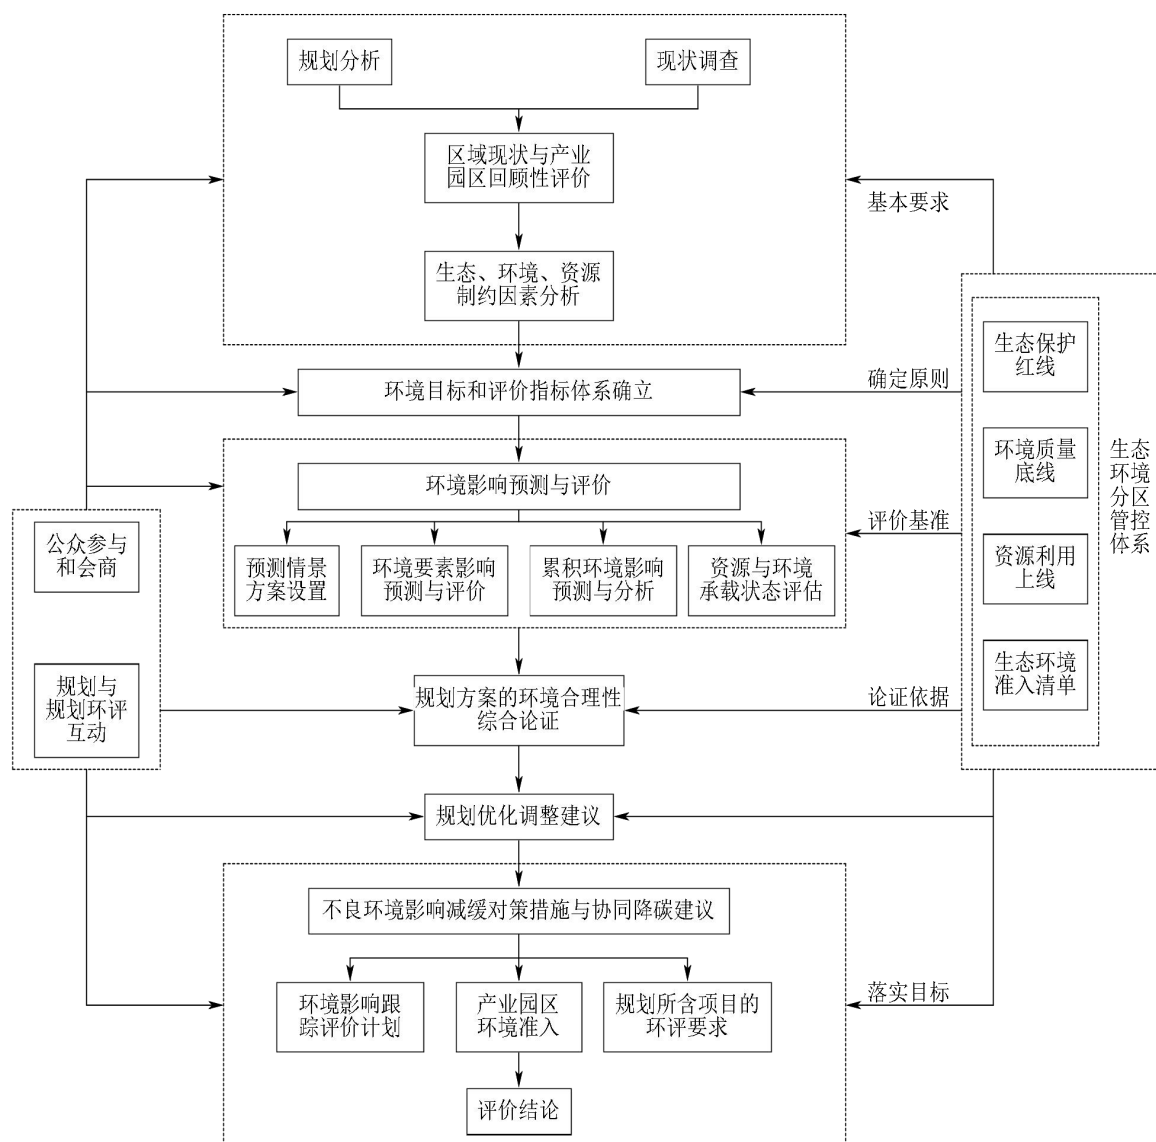 规划分析
现状调查
区域现状与产业
园区回顾性评价
基本要求
生态、环境、资源
制约因素分析
环境目标和评价指标体系确立
确定原则
环境影响预测与评价
预测情景
方案设置
环境要素影响
预测与评价
累积环境影响
预测与分析
资源与环境
承载状态评估
评价基准
公众参与
和会商
规划与
规划环评
互动
生态保护
红线
环境质量
底线
资源利用
上线
生态环境
准入清单
生态
环境
分区
管控
体系
规划方案的环境合理性
综合论证
论证依据
规划优化调整建议
不良环境影响减缓对策措施与协同降碳建议
环境影响跟
踪评价计划
产业园区
环境准入
规划所含项目的
环评要求
落实目标
评价结论